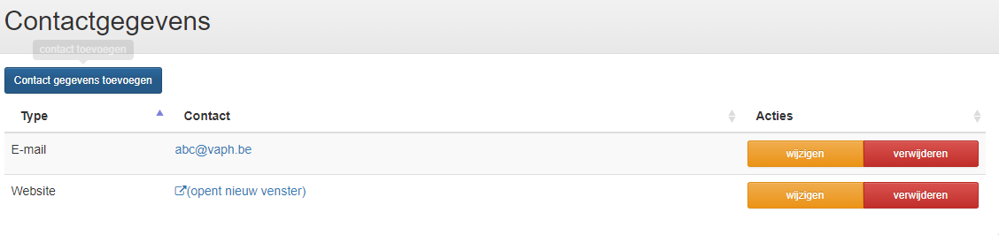 Contactgegevens
contact toevoegen
Contact gegevens toevoegen
Type Contact Acties
E-mail abc@vaph.be wijzigen verwijderen
Website (opent nieuw venster) wijzigen verwijderen